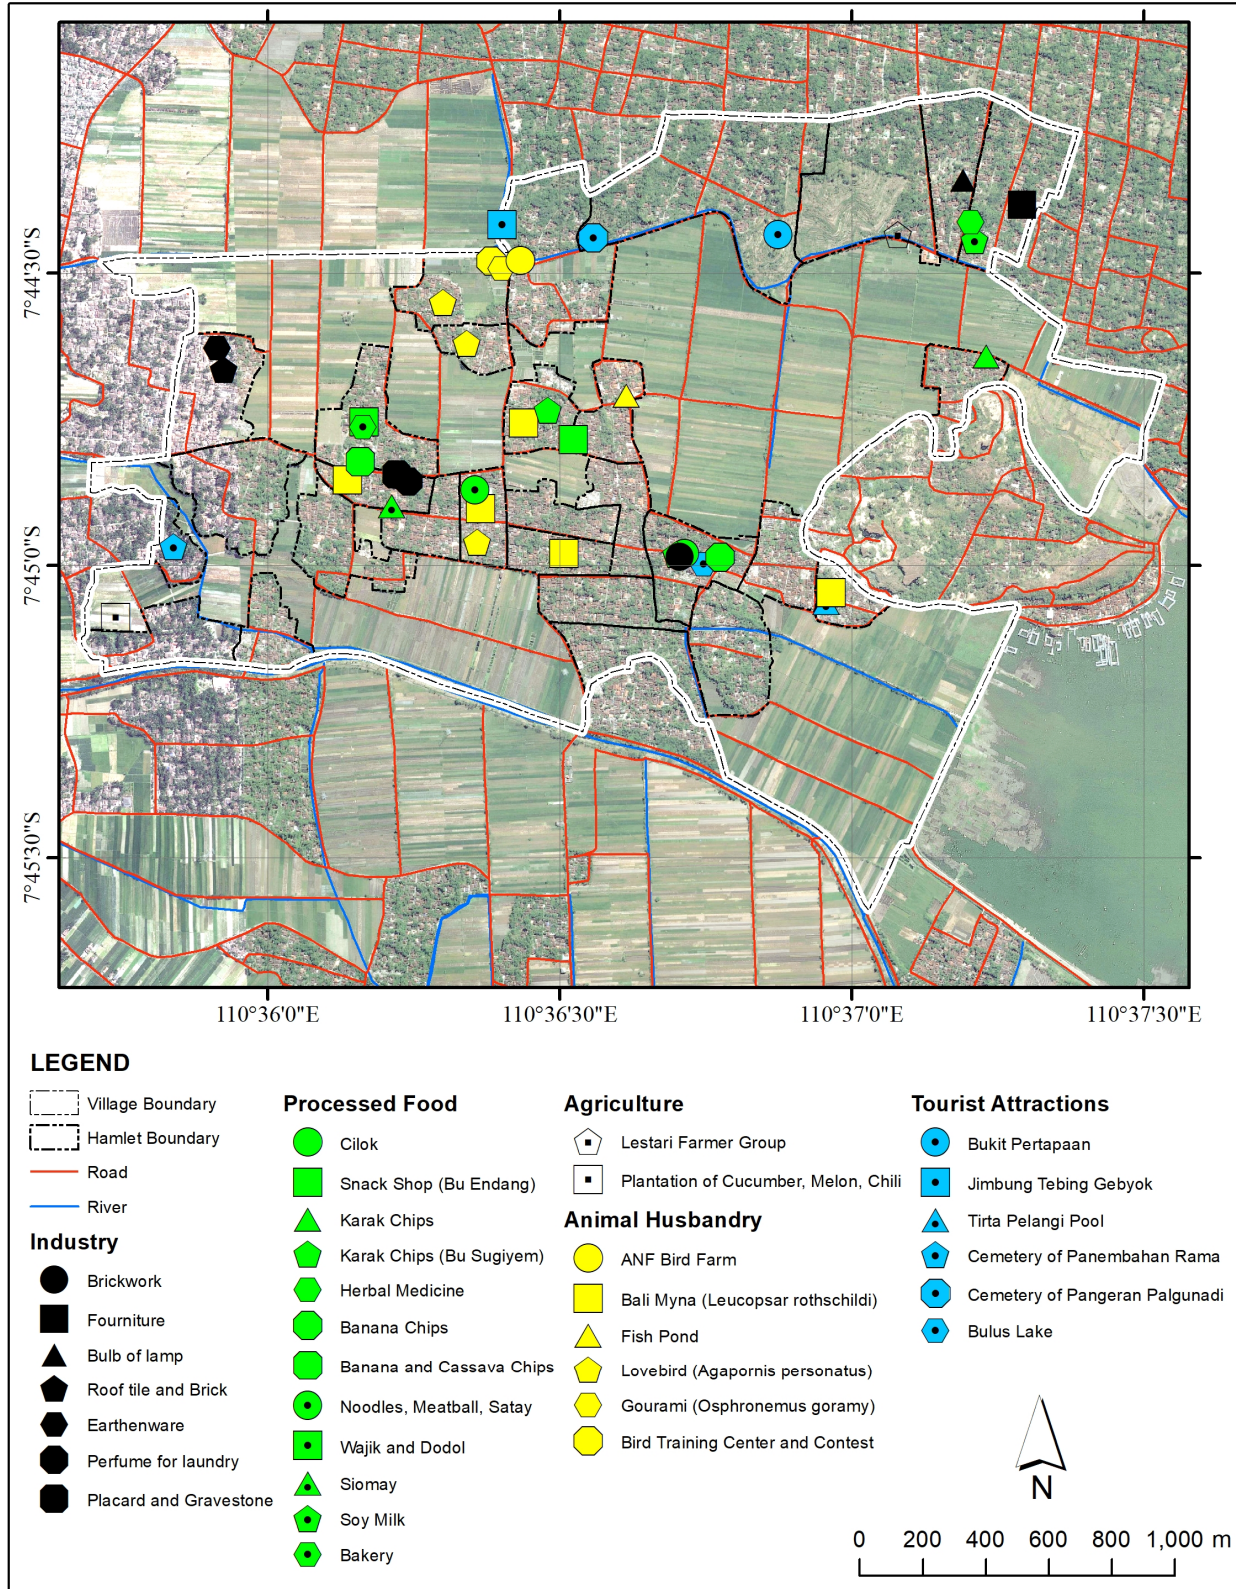 7°44'30"S
7°45'0"S
7°45'30"S
110°36'0"E
110°36'30"E
110°37'0"E
110°37'30"E
LEGEND
Village Boundary
Hamlet Boundary
Road
River
Industry
Brickwork
Fourniture
Bulb of lamp
Roof tile and Brick
Earthenware
Perfume for laundry
Placard and Gravestone
Processed Food
Cilok
Snack Shop (Bu Endang)
Karak Chips
Karak Chips (Bu Sugiyem)
Herbal Medicine
Banana Chips
Banana and Cassava Chips
Noodles, Meatball, Satay
Wajik and Dodol
Siomay
Soy Milk
Bakery
Agriculture
Lestari Farmer Group
Plantation of Cucumber, Melon, Chili
Animal Husbandry
ANF Bird Farm
Bali Myna (Leucopsar rothschildi)
Fish Pond
Lovebird (Agapornis personatus)
Gourami (Osphronemus goramy)
Bird Training Center and Contest
Tourist Attractions
Bukit Pertapaan
Jimbung Tebing Gebyok
Tirta Pelangi Pool
Cemetery of Panembahan Rama
Cemetery of Pangeran Palgunadi
Bulus Lake
N
0 200 400 600 800 1,000 m